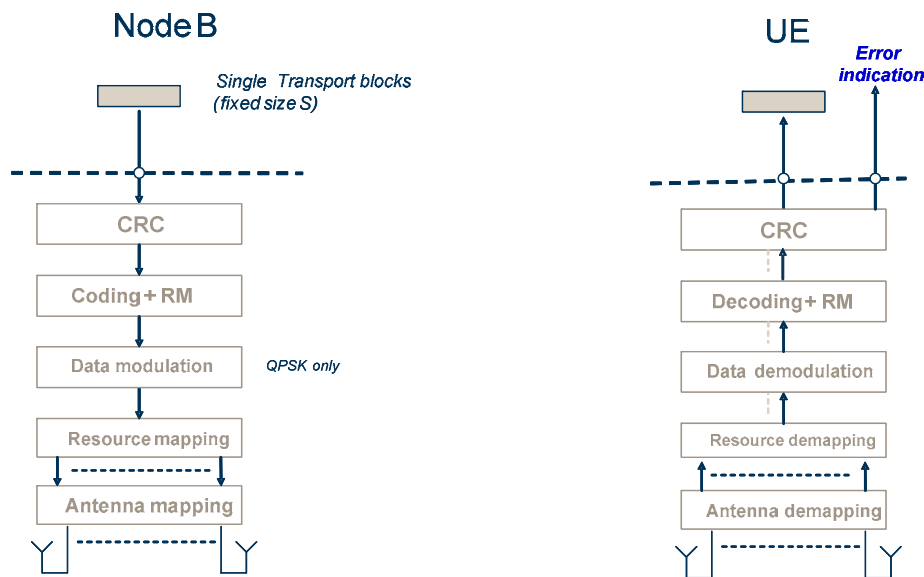 Node B
Single Transport blocks
(fixed size S)
CRC
Coding + RM
Data modulation
QPSK only
Resource mapping
Antenna mapping
UE
Error
indication
CRC
Decoding + RM
Data demodulation
Resource demapping
Antenna demapping